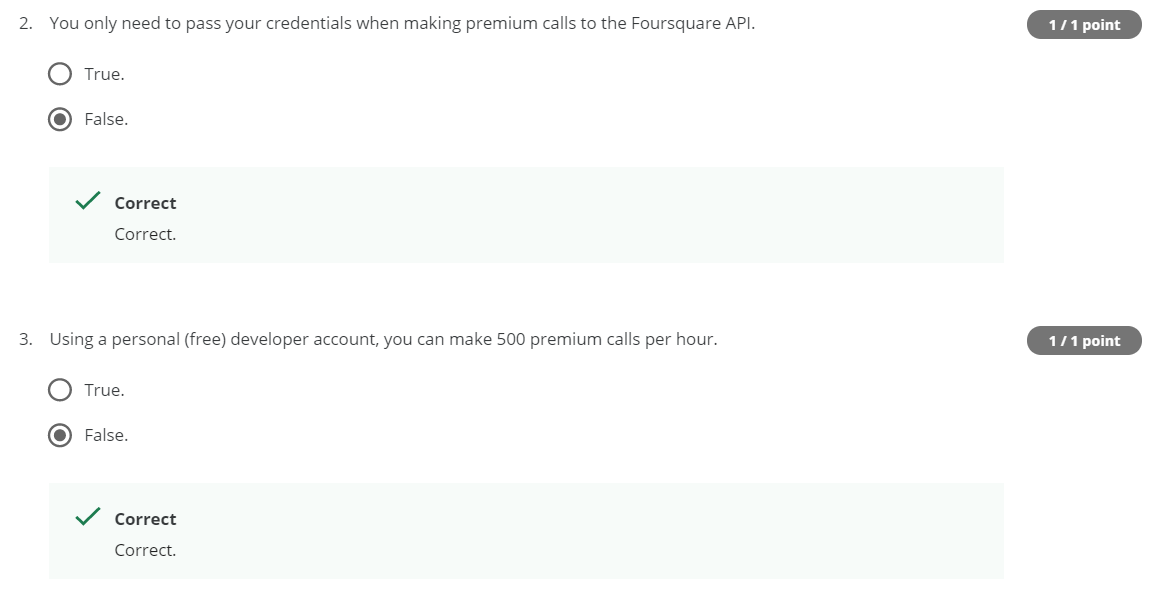 2. You only need to pass your credentials when making premium calls to the Foursquare API.
1 / 1 point
True.
False.
Correct
Correct.
3. Using a personal (free) developer account, you can make 500 premium calls per hour.
1 / 1 point
True.
False.
Correct
Correct.